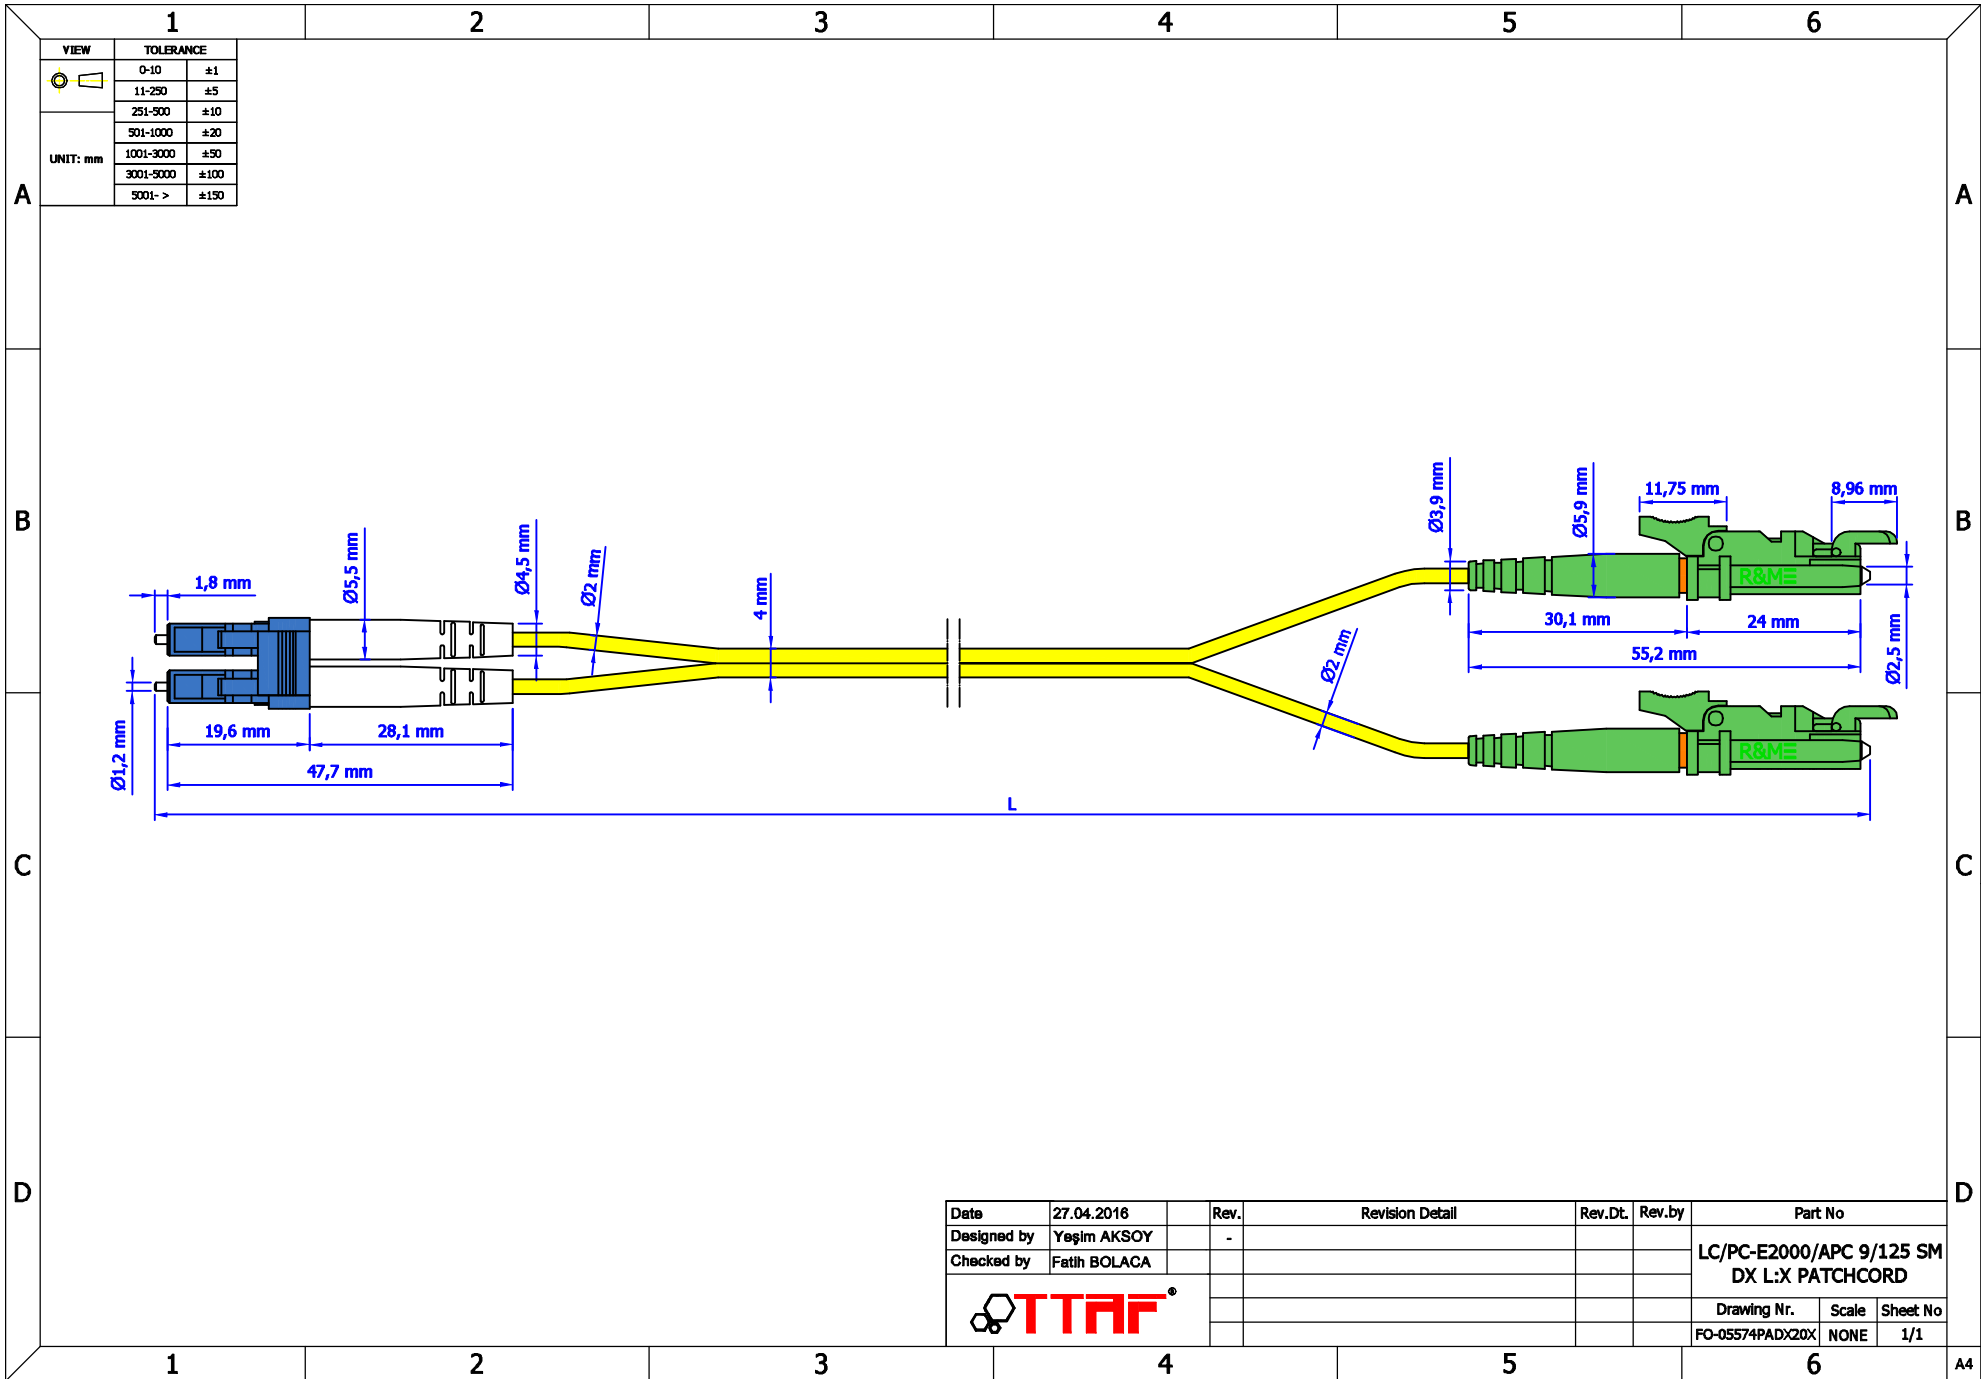 1 2 3 4 5 6
VIEW TOLERANCE
0-10 ±1
11-250 ±5
251-500 ±10
501-1000 ±20
UNIT: mm
1001-3000 ±50
3001-5000 ±100
5001- > ±150
A A
B B
C C
D D
1,8 mm
Ø5,5 mm
Ø4,5 mm
Ø2 mm
4 mm
Ø1,2 mm
19,6 mm
28,1 mm
47,7 mm
L
Ø2 mm
Ø3,9 mm
Ø5,9 mm
11,75 mm
8,96 mm
R&M
30,1 mm
24 mm
55,2 mm
Ø2,5 mm
R&M
Date 27.04.2016 Rev. Revision Detail Rev.Dt. Rev.by Part No
Designed by Yeşim AKSOY -
Checked by Fatih BOLACA
LC/PC-E2000/APC 9/125 SM
DX L:X PATCHCORD
TTAF®
Drawing Nr. Scale Sheet No
FO-05574PADX20X NONE 1/1
1 2 3 4 5 6
A4